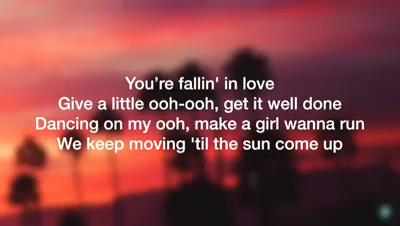 You’re fallin' in love
Give a little ooh-ooh, get it well done
Dancing on my ooh, make a girl wanna run
We keep moving 'til the sun come up